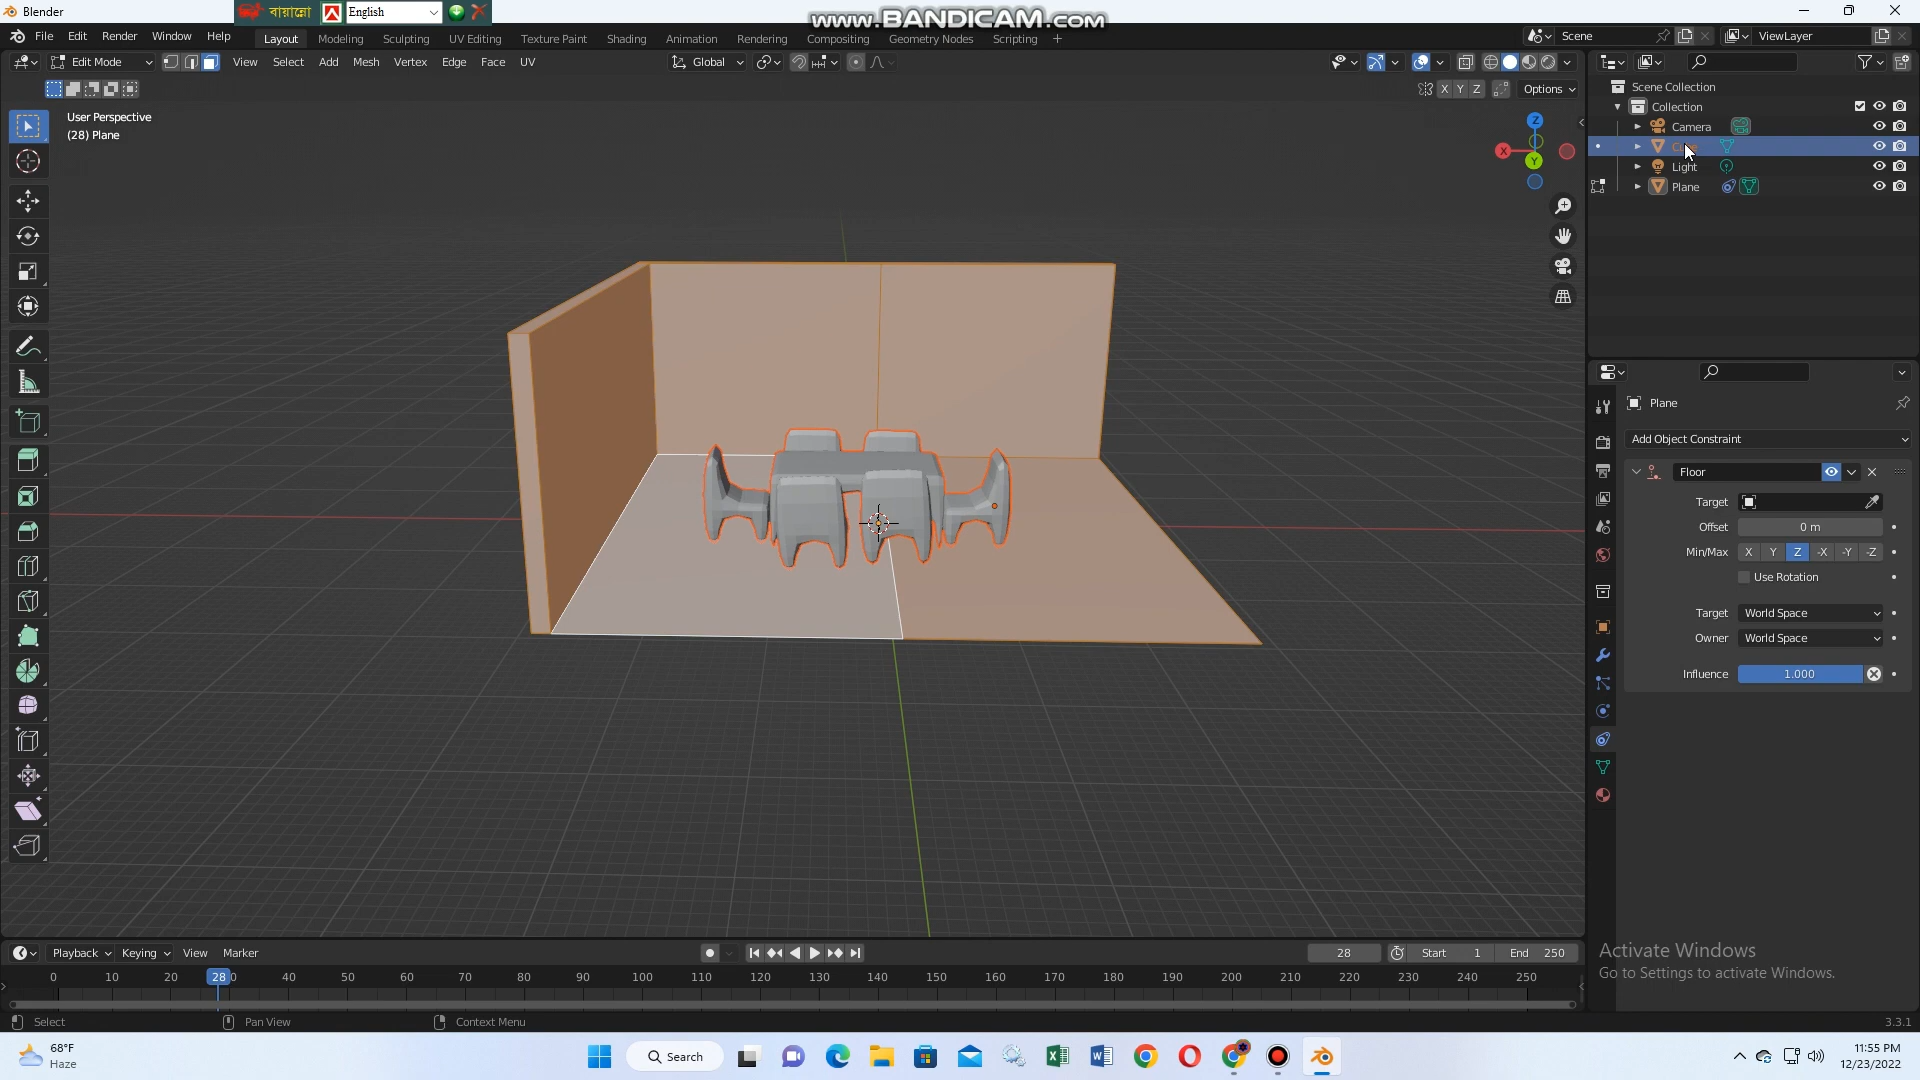 Blender
বায়ান্নো
English
www.BANDICAM.com
File Edit Render Window Help
Layout Modeling Sculpting UV Editing Texture Paint Shading Animation Rendering Compositing Geometry Nodes Scripting +
Scene
ViewLayer
Edit Mode
View Select Add Mesh Vertex Edge Face UV
Global
X Y Z
Options
User Perspective
(28) Plane
Z
X
Y
Scene Collection
Collection
Camera
Light
Plane
Plane
Add Object Constraint
Floor
Target
Offset 0 m
Min/Max X Y Z -X -Y -Z
Use Rotation
Target World Space
Owner World Space
Influence 1.000
Playback Keying View Marker
28 Start 1 End 250
0 10 20 28 40 50 60 70 80 90 100 110 120 130 140 150 160 170 180 190 200 210 220 230 240 250
Activate Windows
Go to Settings to activate Windows.
Select Pan View Context Menu
3.3.1
68°F
Haze
Search
11:55 PM
12/23/2022